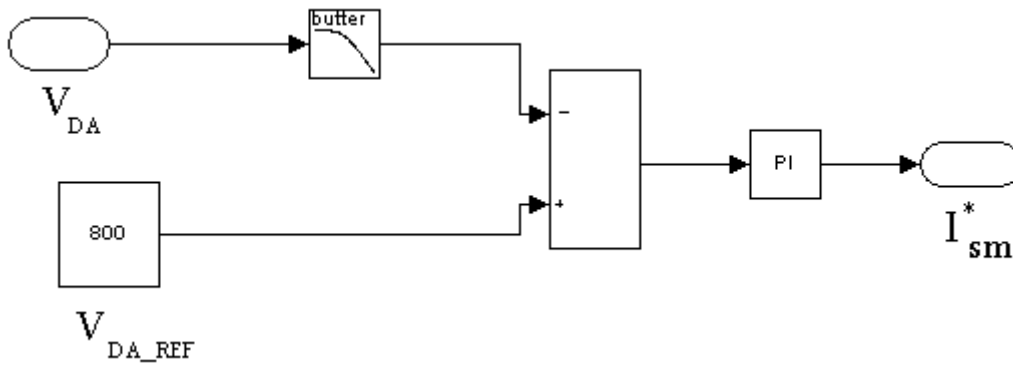 butter
V_DA
−
PI
800
+
I*_sm
V_DA_REF